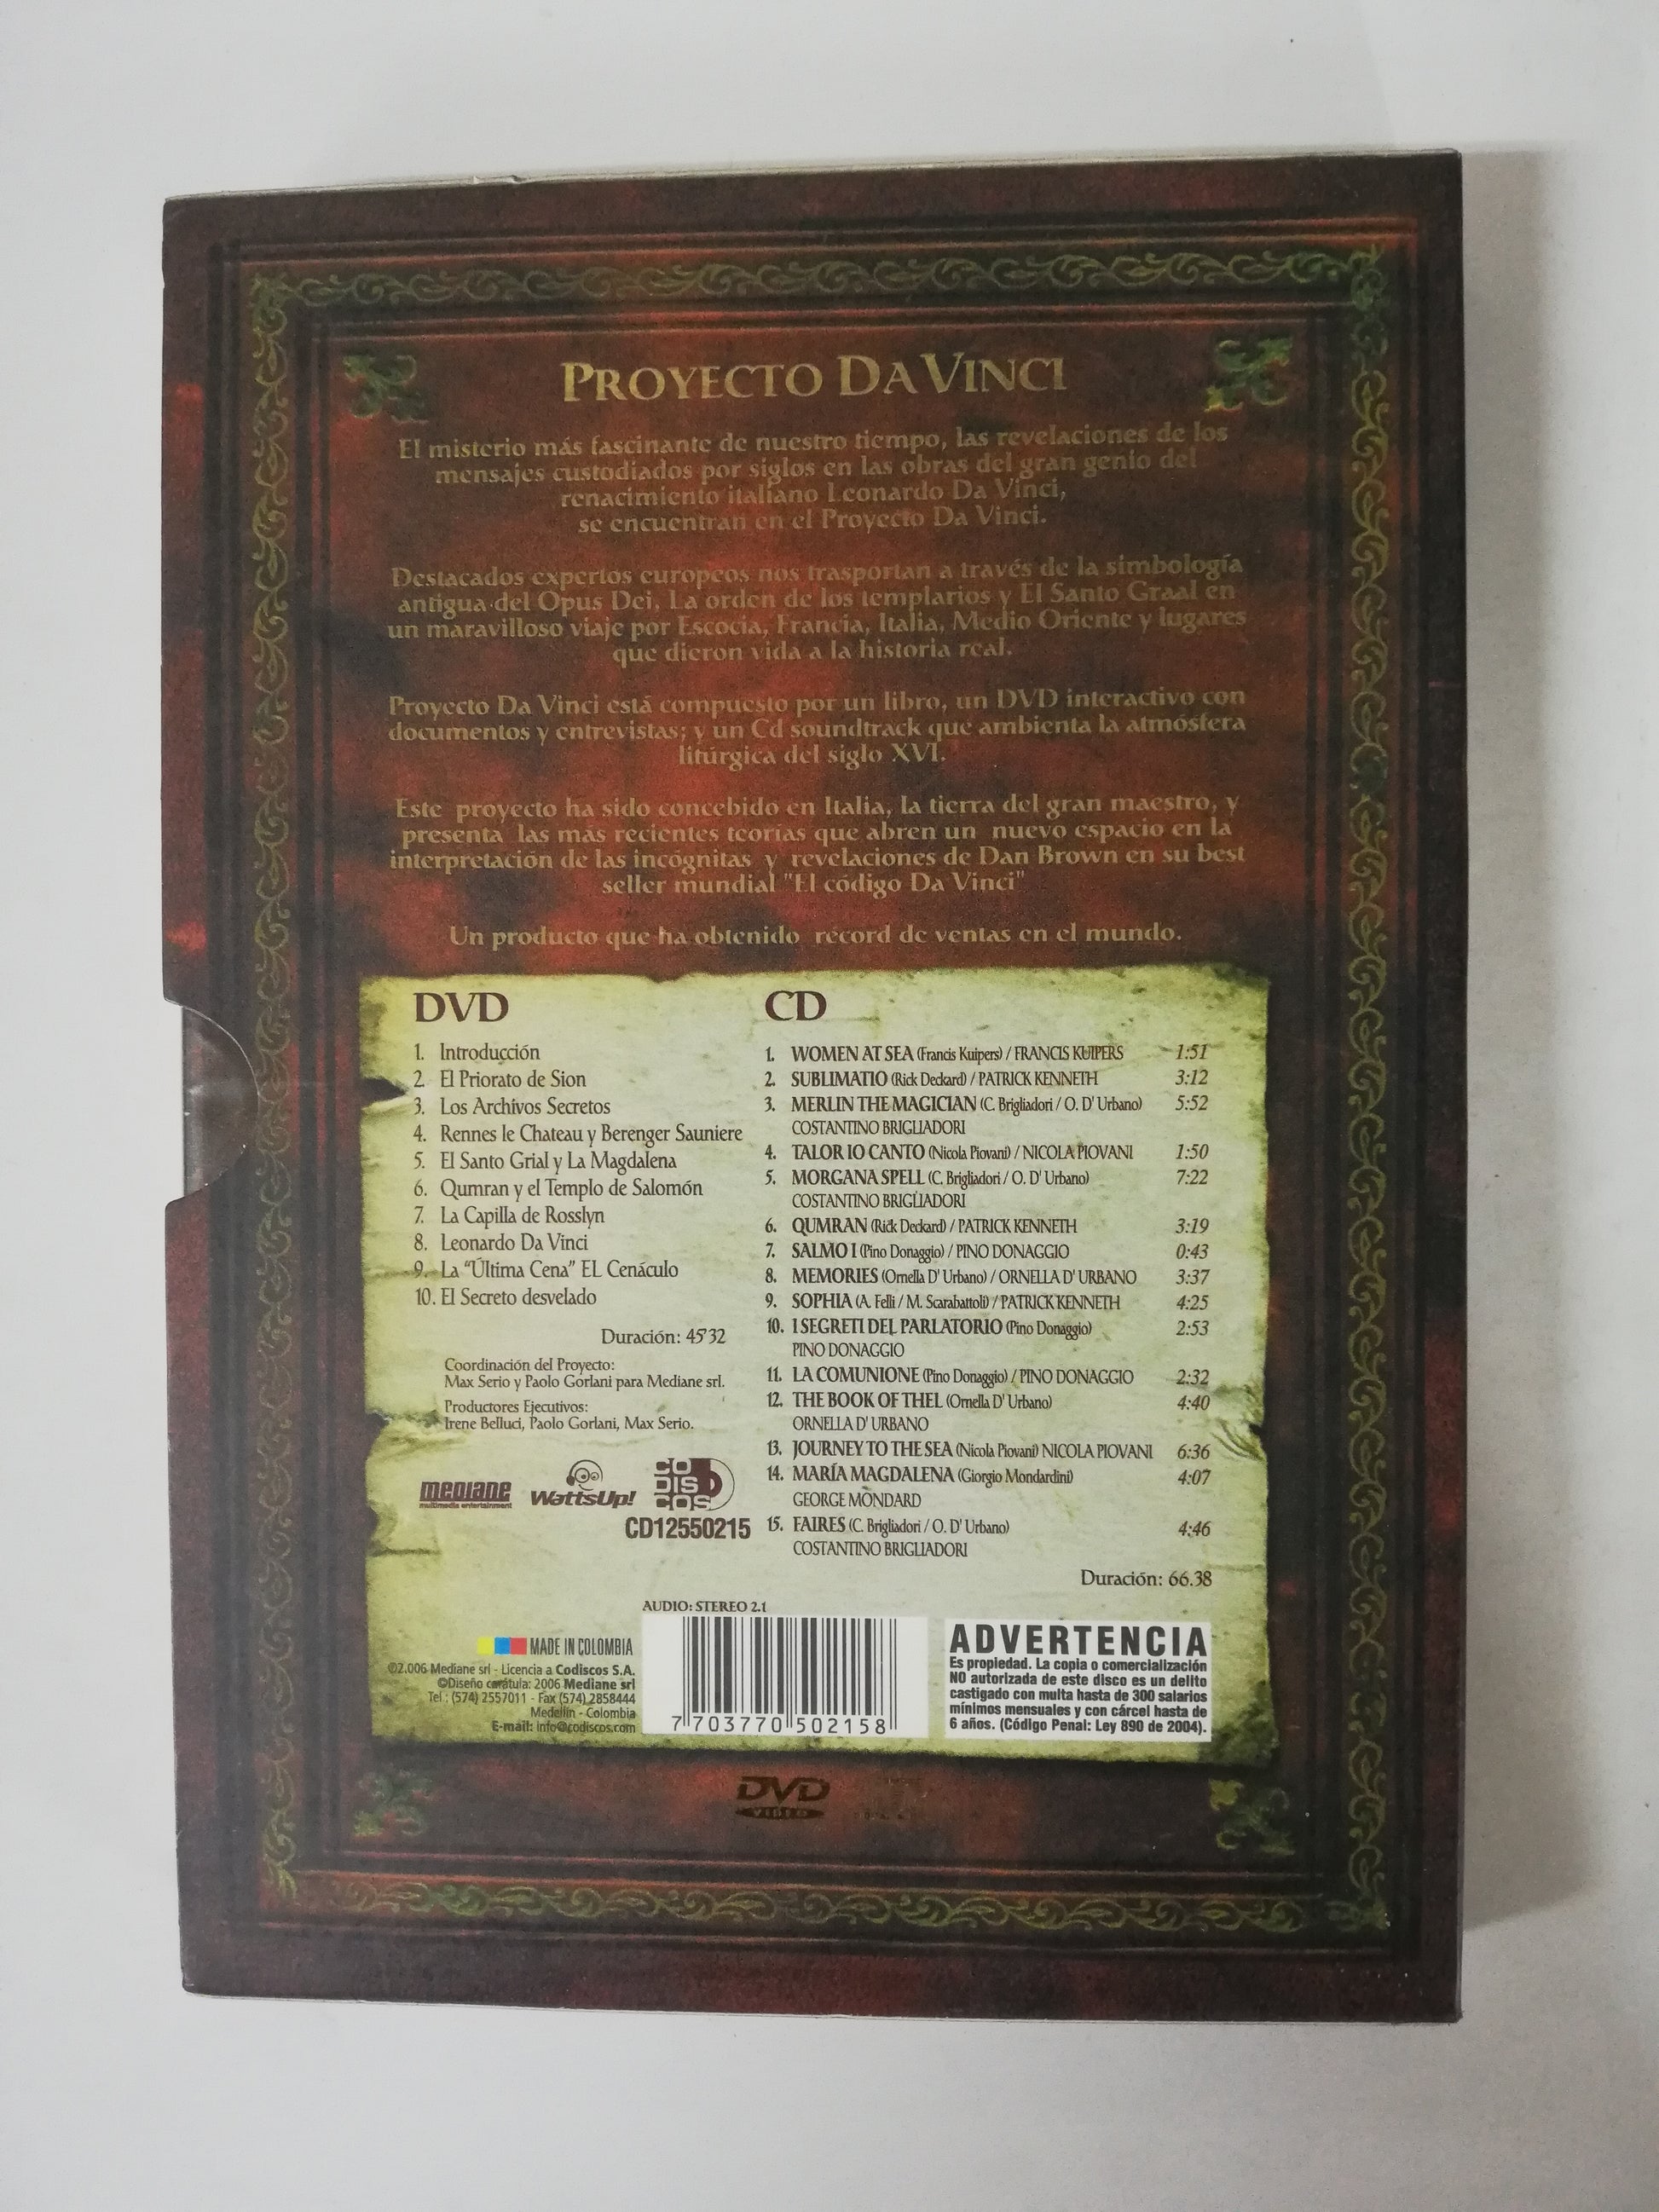 PROYECTO DA VINCI
El misterio más fascinante de nuestro tiempo, las revelaciones de los
mensajes custodiados por siglos en las obras del gran genio del
renacimiento italiano Leonardo Da Vinci,
se encuentran en el Proyecto Da Vinci.
Destacados expertos europeos nos trasportan a través de la simbología
antigua del Opus Dei, La orden de los templarios y El Santo Graal en
un maravilloso viaje por Escocia, Francia, Italia, Medio Oriente y lugares
que dieron vida a la historia real.
Proyecto Da Vinci está compuesto por un libro, un DVD interactivo con
documentos y entrevistas; y un Cd soundtrack que ambienta la atmósfera
litúrgica del siglo XVI.
Este proyecto ha sido concebido en Italia, la tierra del gran maestro, y
presenta las más recientes teorías que abren un nuevo espacio en la
interpretación de las incógnitas y revelaciones de Dan Brown en su best
seller mundial "El código Da Vinci"
Un producto que ha obtenido récord de ventas en el mundo.
DVD
1. Introducción
2. El Priorato de Sion
3. Los Archivos Secretos
4. Rennes le Chateau y Berenger Sauniere
5. El Santo Grial y La Magdalena
6. Qumran y el Templo de Salomón
7. La Capilla de Rosslyn
8. Leonardo Da Vinci
9. La "Última Cena" EL Cenáculo
10. El Secreto desvelado
Duración: 45'32
Coordinación del Proyecto:
Max Serio y Paolo Gorlani para Mediane srl.
Productores Ejecutivos:
Irene Belluci, Paolo Gorlani, Max Serio.
mediane
multimedia entertainment
WattsUp!
CO
DIS
COS
CD12550215
CD
1. WOMEN AT SEA (Francis Kuipers) / FRANCIS KUIPERS 1:51
2. SUBLIMATIO (Rick Deckard) / PATRICK KENNETH 3:12
3. MERLIN THE MAGICIAN (C. Brigliadori / O. D' Urbano) 5:52
COSTANTINO BRIGLIADORI
4. TALOR IO CANTO (Nicola Piovani) / NICOLA PIOVANI 1:50
5. MORGANA SPELL (C. Brigliadori / O. D' Urbano) 7:22
COSTANTINO BRIGLIADORI
6. QUMRAN (Rick Deckard) / PATRICK KENNETH 3:19
7. SALMO I (Pino Donaggio) / PINO DONAGGIO 0:43
8. MEMORIES (Ornella D' Urbano) / ORNELLA D' URBANO 3:37
9. SOPHIA (A. Felli / M. Scarabattoli) / PATRICK KENNETH 4:25
10. I SEGRETI DEL PARLATORIO (Pino Donaggio) 2:53
PINO DONAGGIO
11. LA COMUNIONE (Pino Donaggio) / PINO DONAGGIO 2:32
12. THE BOOK OF THEL (Ornella D' Urbano) 4:40
ORNELLA D' URBANO
13. JOURNEY TO THE SEA (Nicola Piovani) NICOLA PIOVANI 6:36
14. MARÍA MAGDALENA (Giorgio Mondardini) 4:07
GEORGE MONDARD
15. FAIRES (C. Brigliadori / O. D' Urbano) 4:46
COSTANTINO BRIGLIADORI
Duración: 66.38
AUDIO: STEREO 2.1
MADE IN COLOMBIA
©2.006 Mediane srl - Licencia a Codiscos S.A.
©Diseño carátula: 2006 Mediane srl
Tel : (574) 2557011 - Fax (574) 2858444
Medellín - Colombia
E-mail: info@codiscos.com
7 703770 502158
ADVERTENCIA
Es propiedad. La copia o comercialización
NO autorizada de este disco es un delito
castigado con multa hasta de 300 salarios
mínimos mensuales y con cárcel hasta de
6 años. (Código Penal: Ley 890 de 2004).
DVD
VIDEO